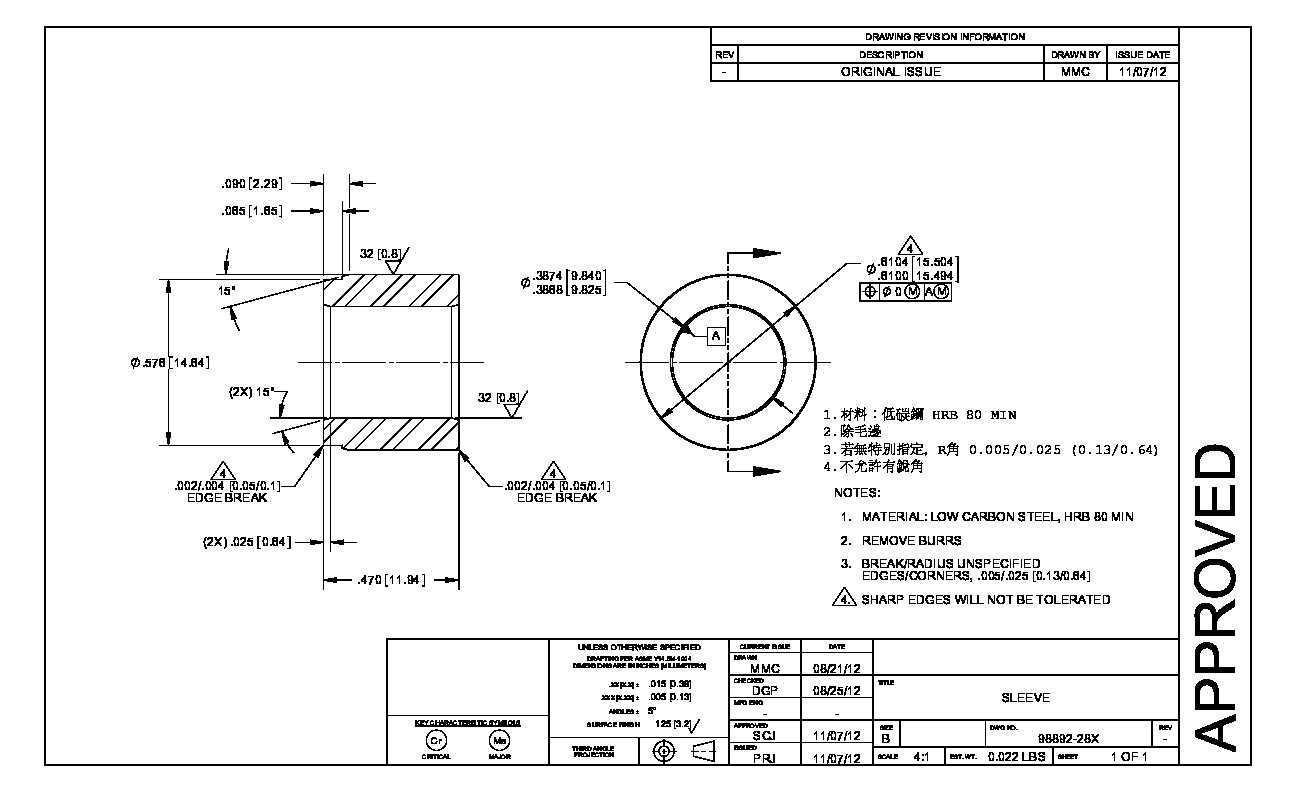 DRAWING REVISION INFORMATION
REV DESCRIPTION DRAWN BY ISSUE DATE
- ORIGINAL ISSUE MMC 11/07/12
.090 [2.29]
.065 [1.65]
32 [0.8]
15°
Ø.576 [14.64]
(2X) 15°
32 [0.8]
4
.002/.004 [0.05/0.1]
EDGE BREAK
4
.002/.004 [0.05/0.1]
EDGE BREAK
(2X) .025 [0.64]
.470 [11.94]
Ø .3874 [9.840]
.3868 [9.825]
A
4
Ø .6104 [15.504]
.6100 [15.494]
⌖ Ø 0 Ⓜ A Ⓜ
1.材料：低碳鋼 HRB 80 MIN
2.除毛邊
3.若無特別指定, R角 0.005/0.025 (0.13/0.64)
4.不允許有銳角
NOTES:
1. MATERIAL: LOW CARBON STEEL, HRB 80 MIN
2. REMOVE BURRS
3. BREAK/RADIUS UNSPECIFIED
EDGES/CORNERS, .005/.025 [0.13/0.64]
4. SHARP EDGES WILL NOT BE TOLERATED
APPROVED
KEY CHARACTERISTIC SYMBOLS
Cr Ma
CRITICAL MAJOR
UNLESS OTHERWISE SPECIFIED
DRAFTING PER ASME Y14.5M-1994
DIMENSIONS ARE IN INCHES [MILLIMETERS]
.xx [x.x] ± .015 [0.38]
.xxx [x.xx] ± .005 [0.13]
ANGLES ± 5°
SURFACE FINISH 125 [3.2]
THIRD ANGLE
PROJECTION
CURRENT ISSUE DATE
DRAWN
MMC 08/21/12
CHECKED
DGP 08/25/12
MFG ENG
- -
APPROVED
SCJ 11/07/12
ISSUED
PRJ 11/07/12
TITLE
SLEEVE
SIZE
B
DWG NO.
98892-28X
REV
-
SCALE 4:1 EST. WT. 0.022 LBS SHEET 1 OF 1